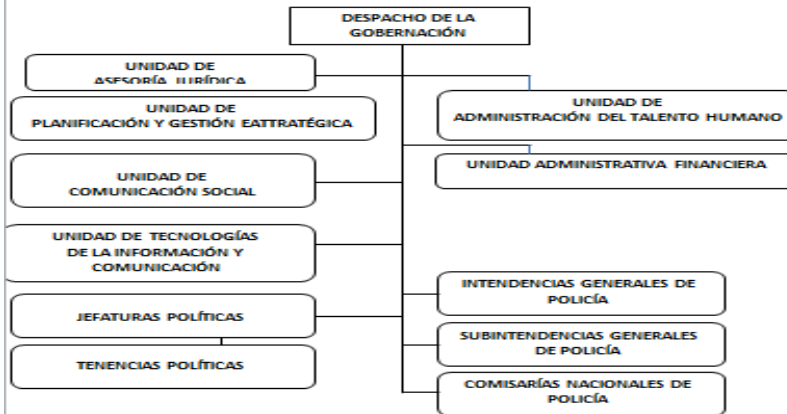 DESPACHO DE LA
GOBERNACIÓN
UNIDAD DE
ASESORÍA JURÍDICA
UNIDAD DE
PLANIFICACIÓN Y GESTIÓN EATTRATÉGICA
UNIDAD DE
ADMINISTRACIÓN DEL TALENTO HUMANO
UNIDAD DE
COMUNICACIÓN SOCIAL
UNIDAD ADMINISTRATIVA FINANCIERA
UNIDAD DE TECNOLOGÍAS
DE LA INFORMACIÓN Y
COMUNICACIÓN
JEFATURAS POLÍTICAS
TENENCIAS POLÍTICAS
INTENDENCIAS GENERALES DE
POLICÍA
SUBINTENDENCIAS GENERALES
DE POLICÍA
COMISARÍAS NACIONALES DE
POLICÍA